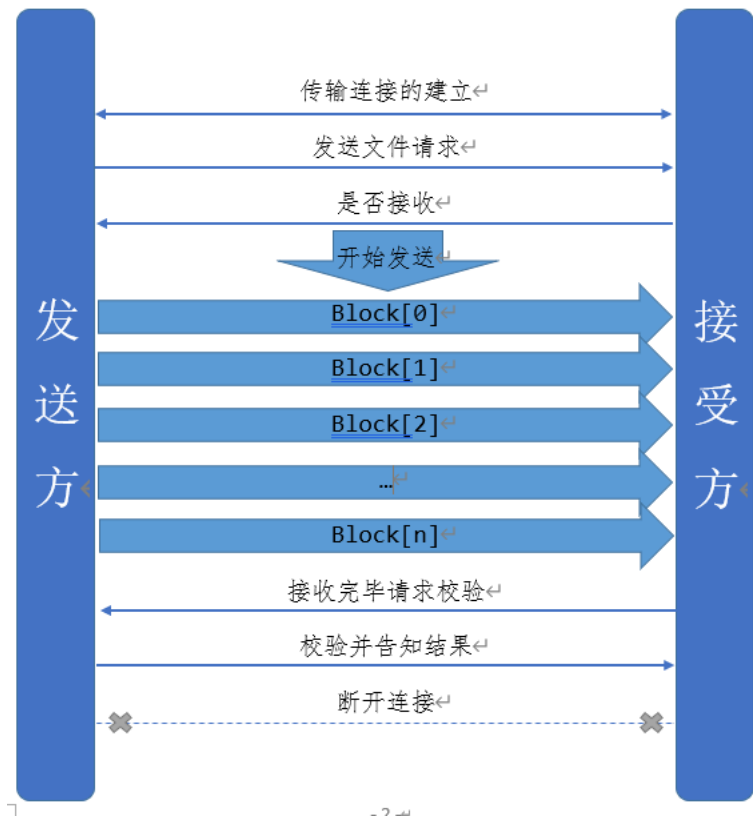 传输连接的建立
发送文件请求
是否接收
开始发送
Block[0]
Block[1]
Block[2]
…
Block[n]
接收完毕请求校验
校验并告知结果
断开连接
发送方
接受方
-2-